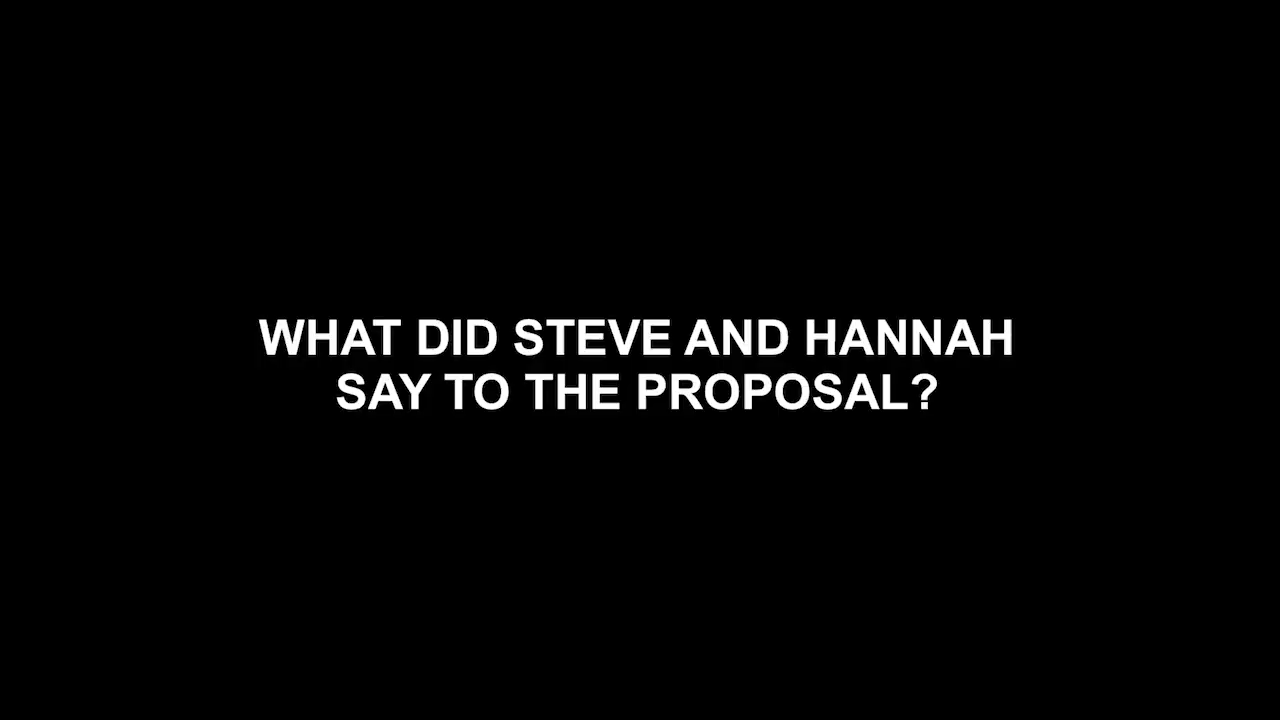 WHAT DID STEVE AND HANNAH
SAY TO THE PROPOSAL?